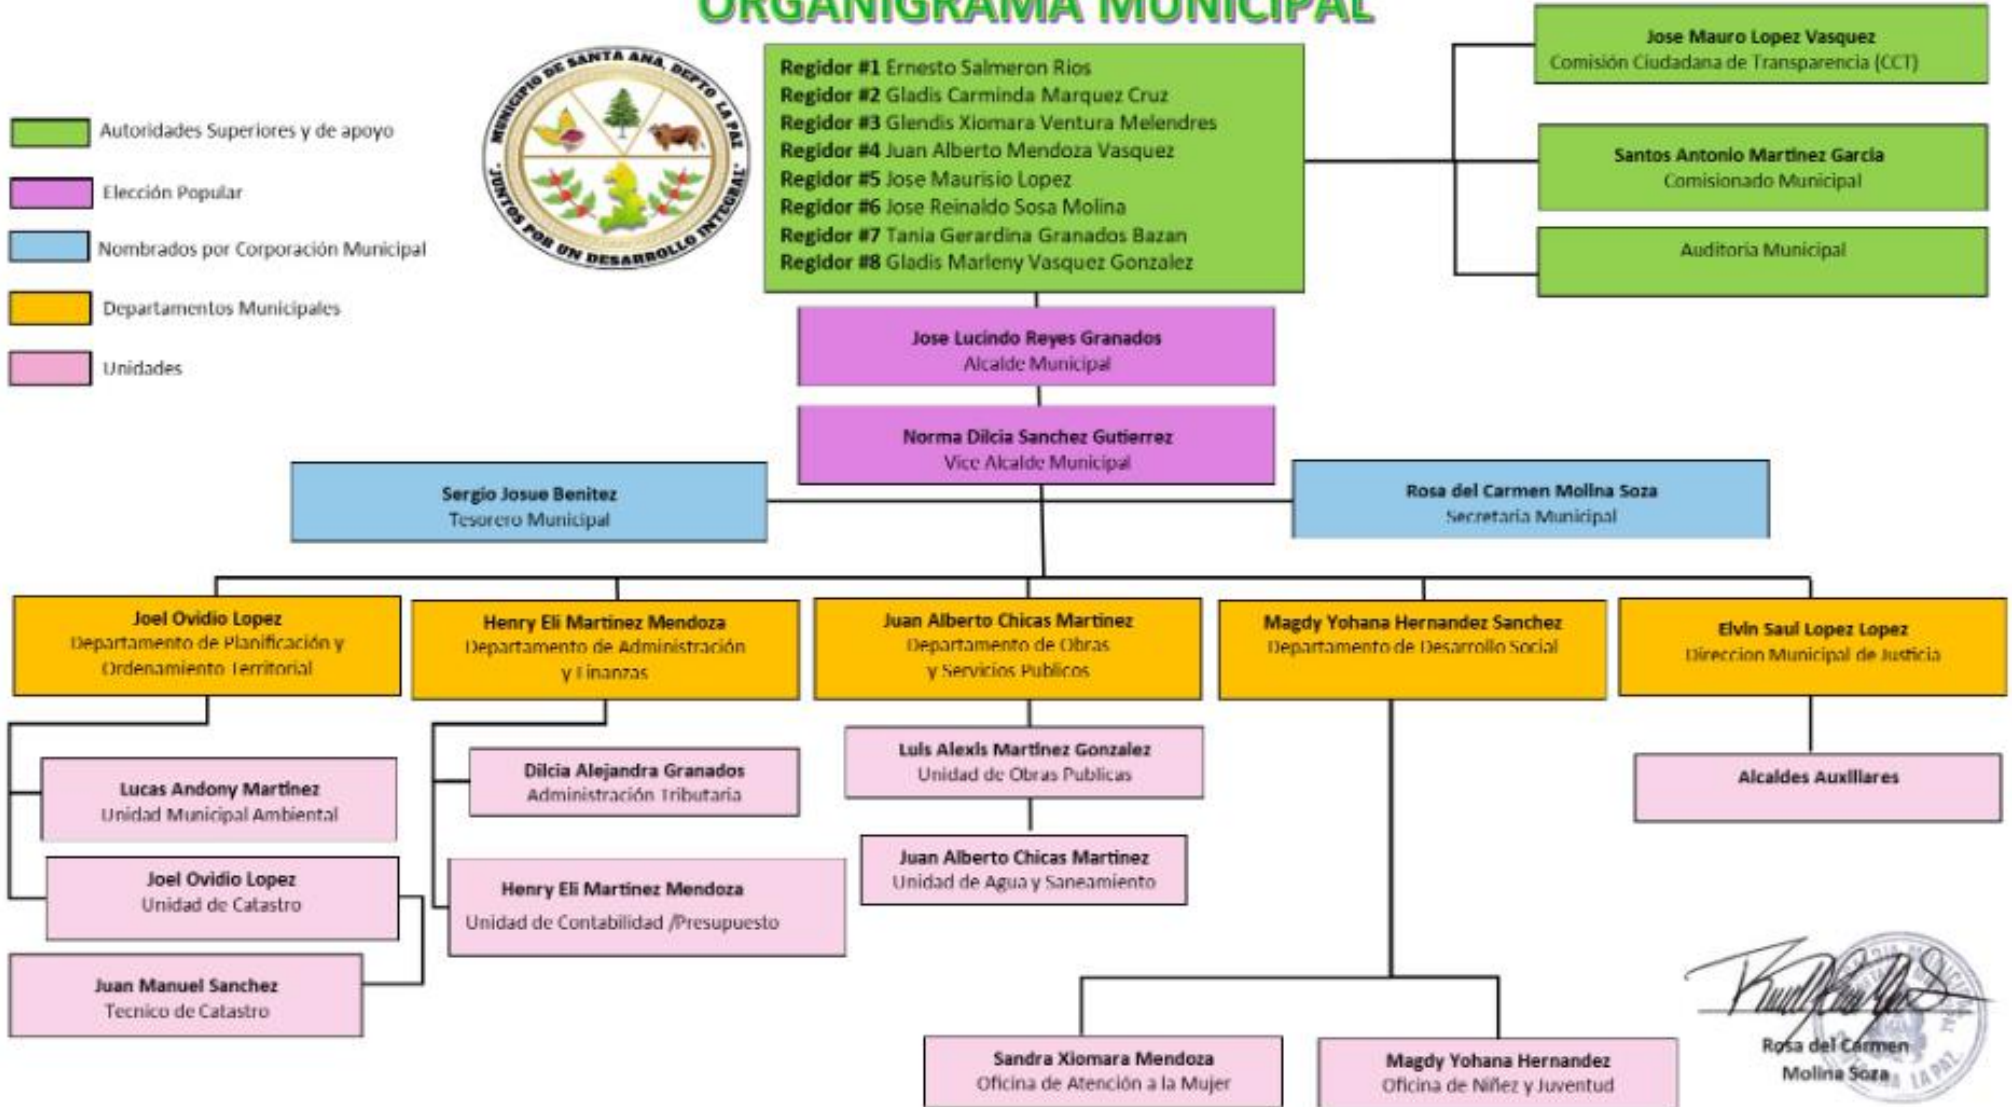 ORGANIGRAMA MUNICIPAL
MUNICIPIO DE SANTA ANA, DEPTO LA PAZ
· JUNTOS POR UN DESARROLLO INTEGRAL ·
Autoridades Superiores y de apoyo
Elección Popular
Nombrados por Corporación Municipal
Departamentos Municipales
Unidades
Regidor #1 Ernesto Salmeron Rios
Regidor #2 Gladis Carminda Marquez Cruz
Regidor #3 Glendis Xiomara Ventura Melendres
Regidor #4 Juan Alberto Mendoza Vasquez
Regidor #5 Jose Maurisio Lopez
Regidor #6 Jose Reinaldo Sosa Molina
Regidor #7 Tania Gerardina Granados Bazan
Regidor #8 Gladis Marleny Vasquez Gonzalez
Jose Mauro Lopez Vasquez
Comisión Ciudadana de Transparencia (CCT)
Santos Antonio Martinez Garcia
Comisionado Municipal
Auditoria Municipal
Jose Lucindo Reyes Granados
Alcalde Municipal
Norma Dilcia Sanchez Gutierrez
Vice Alcalde Municipal
Sergio Josue Benitez
Tesorero Municipal
Rosa del Carmen Molina Soza
Secretaria Municipal
Joel Ovidio Lopez
Departamento de Planificación y
Ordenamiento Territorial
Henry Eli Martinez Mendoza
Departamento de Administración
y Finanzas
Juan Alberto Chicas Martinez
Departamento de Obras
y Servicios Publicos
Magdy Yohana Hernandez Sanchez
Departamento de Desarrollo Social
Elvin Saul Lopez Lopez
Direccion Municipal de Justicia
Lucas Andony Martinez
Unidad Municipal Ambiental
Joel Ovidio Lopez
Unidad de Catastro
Juan Manuel Sanchez
Tecnico de Catastro
Dilcia Alejandra Granados
Administración Tributaria
Henry Eli Martinez Mendoza
Unidad de Contabilidad /Presupuesto
Luis Alexis Martinez Gonzalez
Unidad de Obras Publicas
Juan Alberto Chicas Martinez
Unidad de Agua y Saneamiento
Sandra Xiomara Mendoza
Oficina de Atención a la Mujer
Magdy Yohana Hernandez
Oficina de Niñez y Juventud
Alcaldes Auxiliares
Rosa del Carmen
Molina Soza
LA PAZ